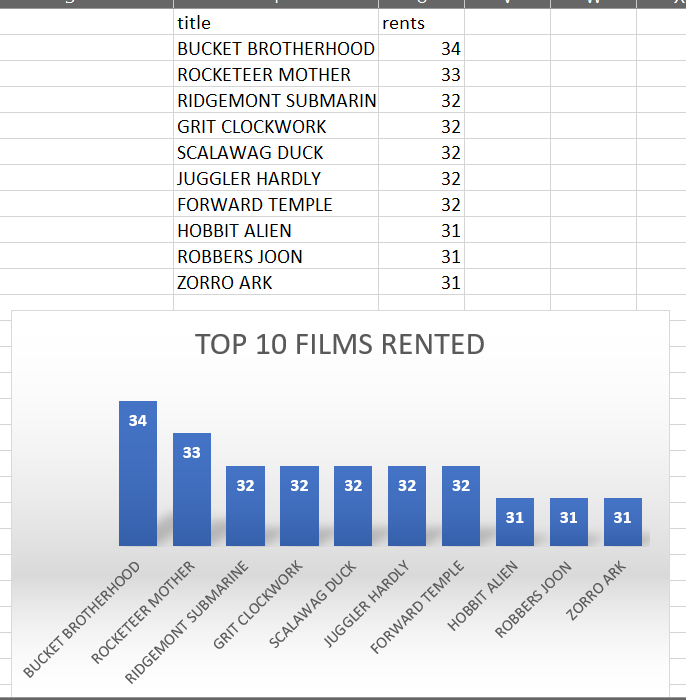 title rents
BUCKET BROTHERHOOD 34
ROCKETEER MOTHER 33
RIDGEMONT SUBMARIN 32
GRIT CLOCKWORK 32
SCALAWAG DUCK 32
JUGGLER HARDLY 32
FORWARD TEMPLE 32
HOBBIT ALIEN 31
ROBBERS JOON 31
ZORRO ARK 31
TOP 10 FILMS RENTED
34
33
32
32
32
32
32
31
31
31
BUCKET BROTHERHOOD
ROCKETEER MOTHER
RIDGEMONT SUBMARINE
GRIT CLOCKWORK
SCALAWAG DUCK
JUGGLER HARDLY
FORWARD TEMPLE
HOBBIT ALIEN
ROBBERS JOON
ZORRO ARK